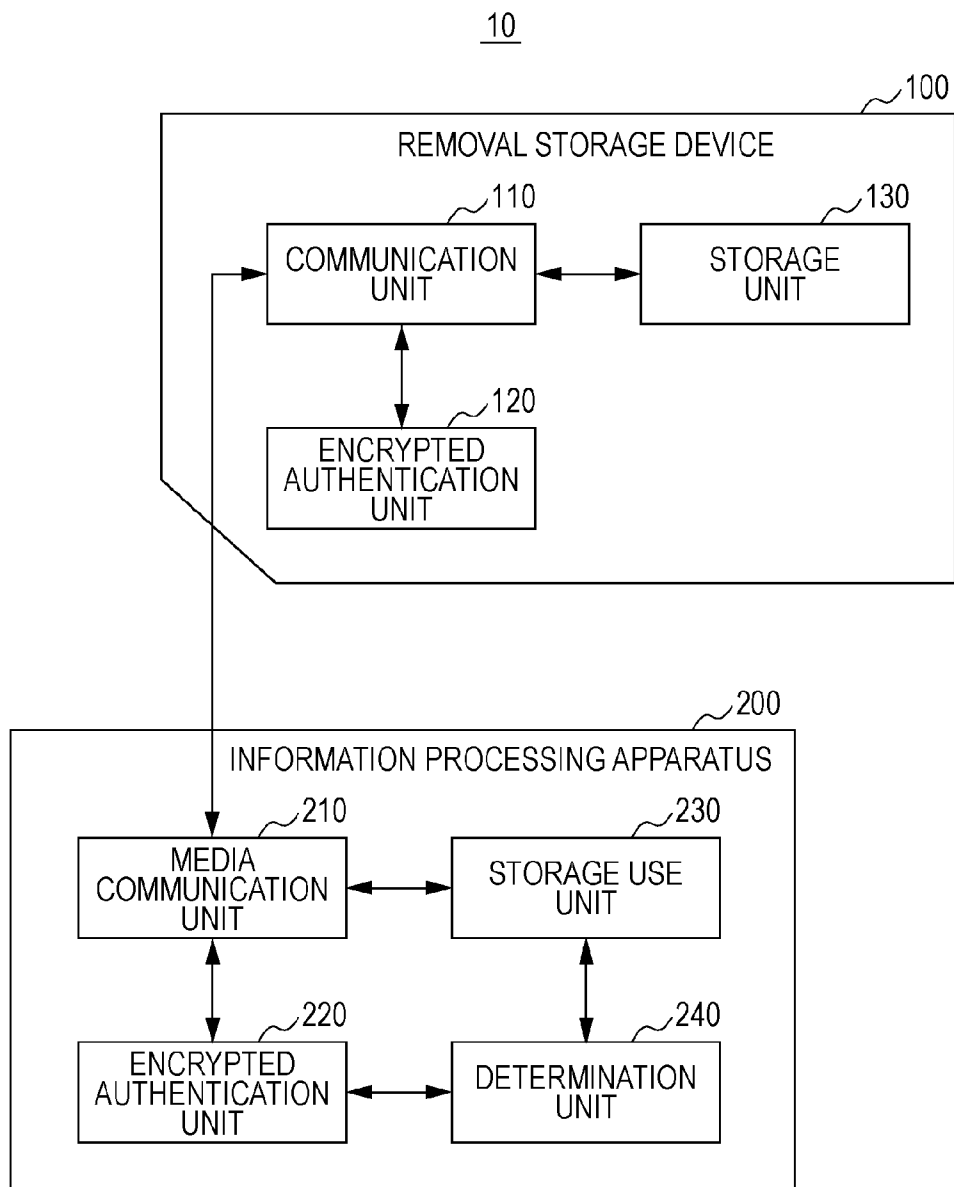 10
100
REMOVAL STORAGE DEVICE
110
COMMUNICATION
UNIT
130
STORAGE
UNIT
120
ENCRYPTED
AUTHENTICATION
UNIT
200
INFORMATION PROCESSING APPARATUS
210
MEDIA
COMMUNICATION
UNIT
230
STORAGE USE
UNIT
220
ENCRYPTED
AUTHENTICATION
UNIT
240
DETERMINATION
UNIT